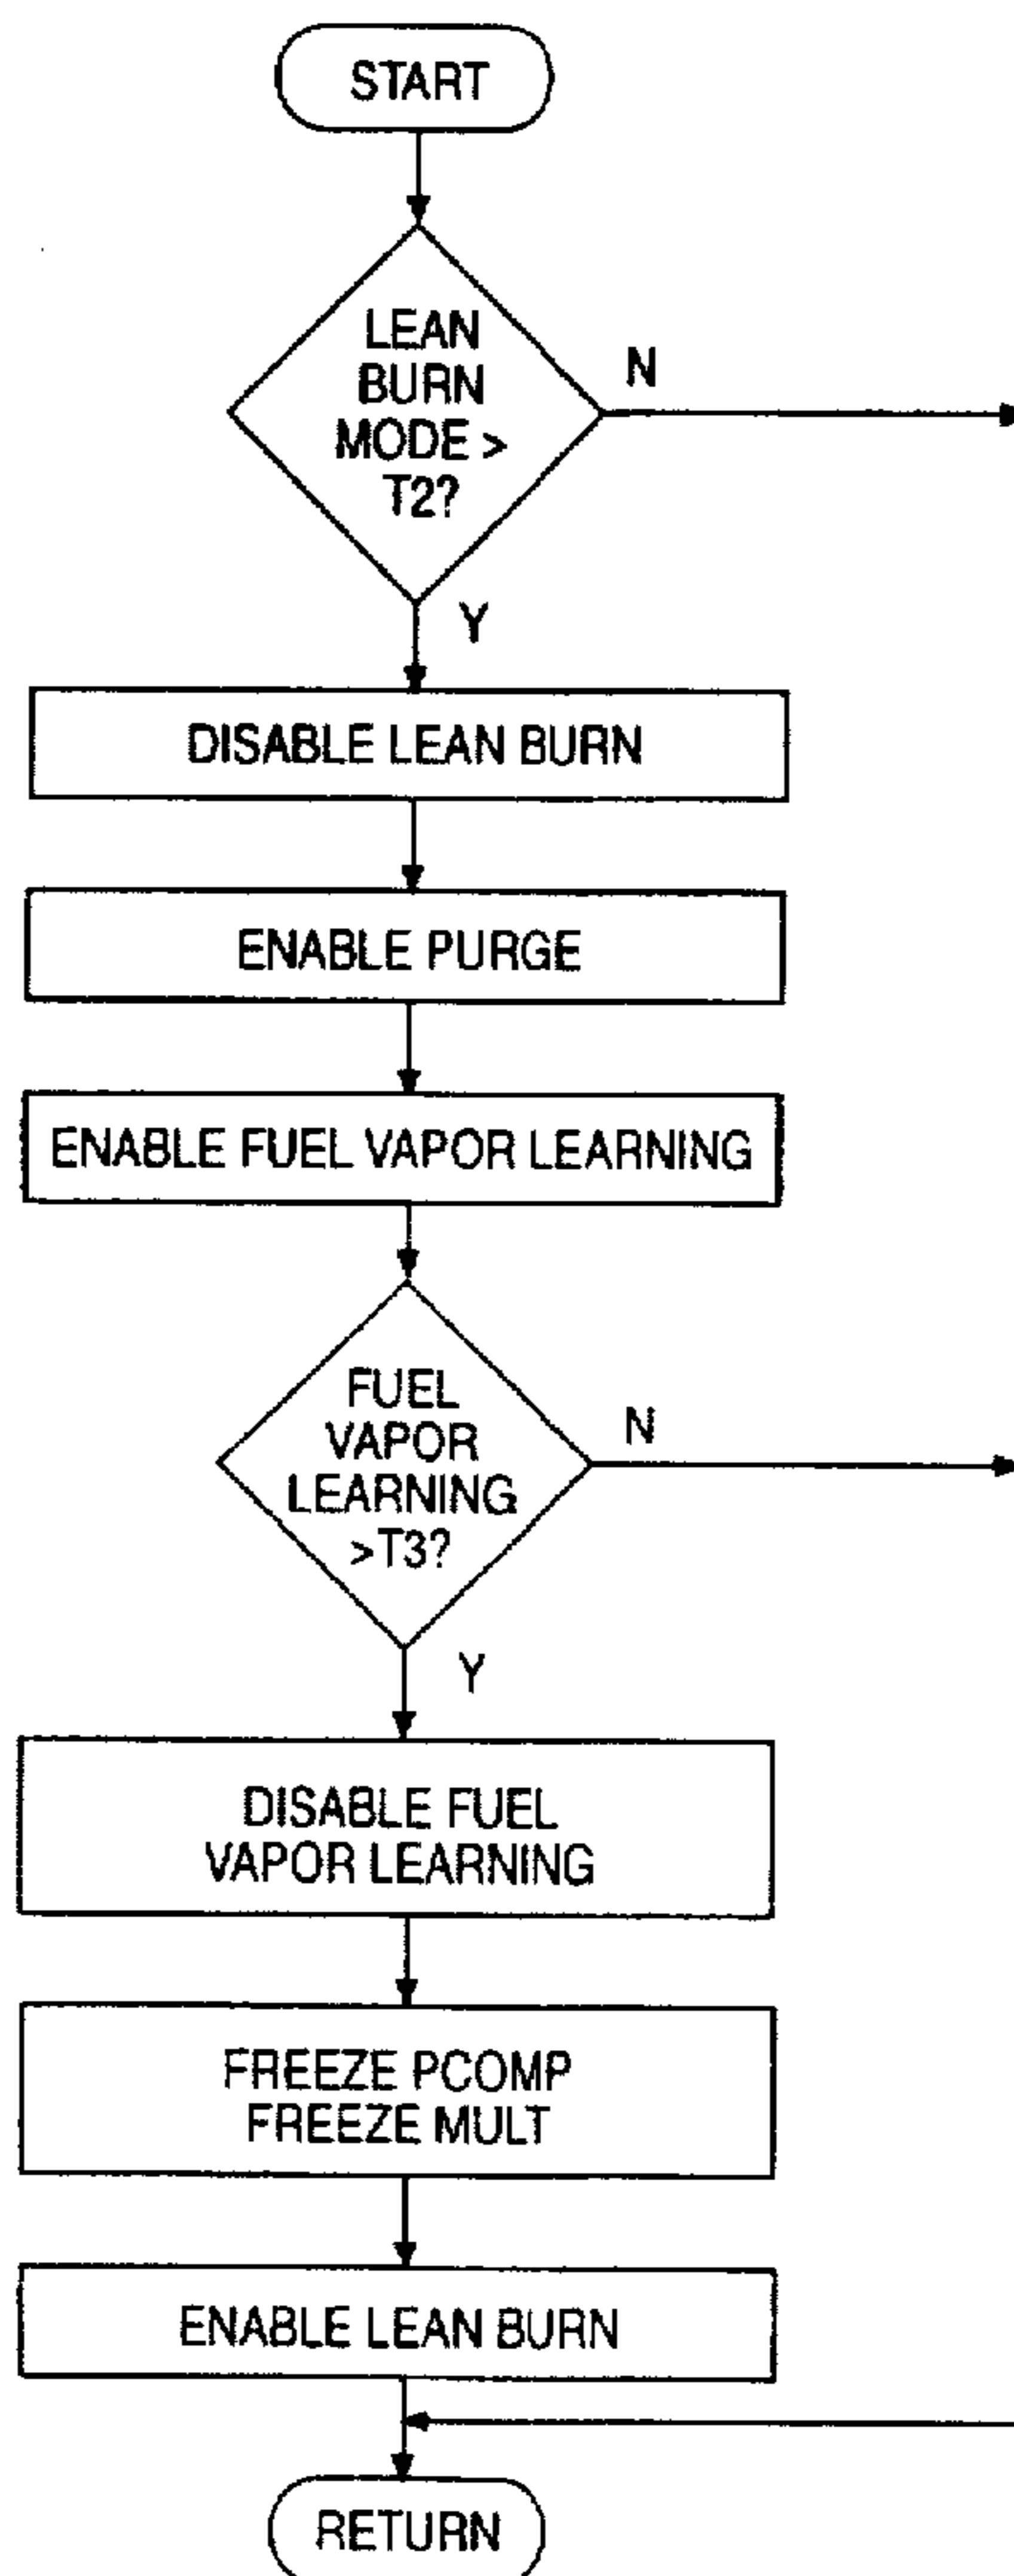 START
LEAN
BURN
MODE >
T2?
N
Y
DISABLE LEAN BURN
ENABLE PURGE
ENABLE FUEL VAPOR LEARNING
FUEL
VAPOR
LEARNING
>T3?
N
Y
DISABLE FUEL
VAPOR LEARNING
FREEZE PCOMP
FREEZE MULT
ENABLE LEAN BURN
RETURN